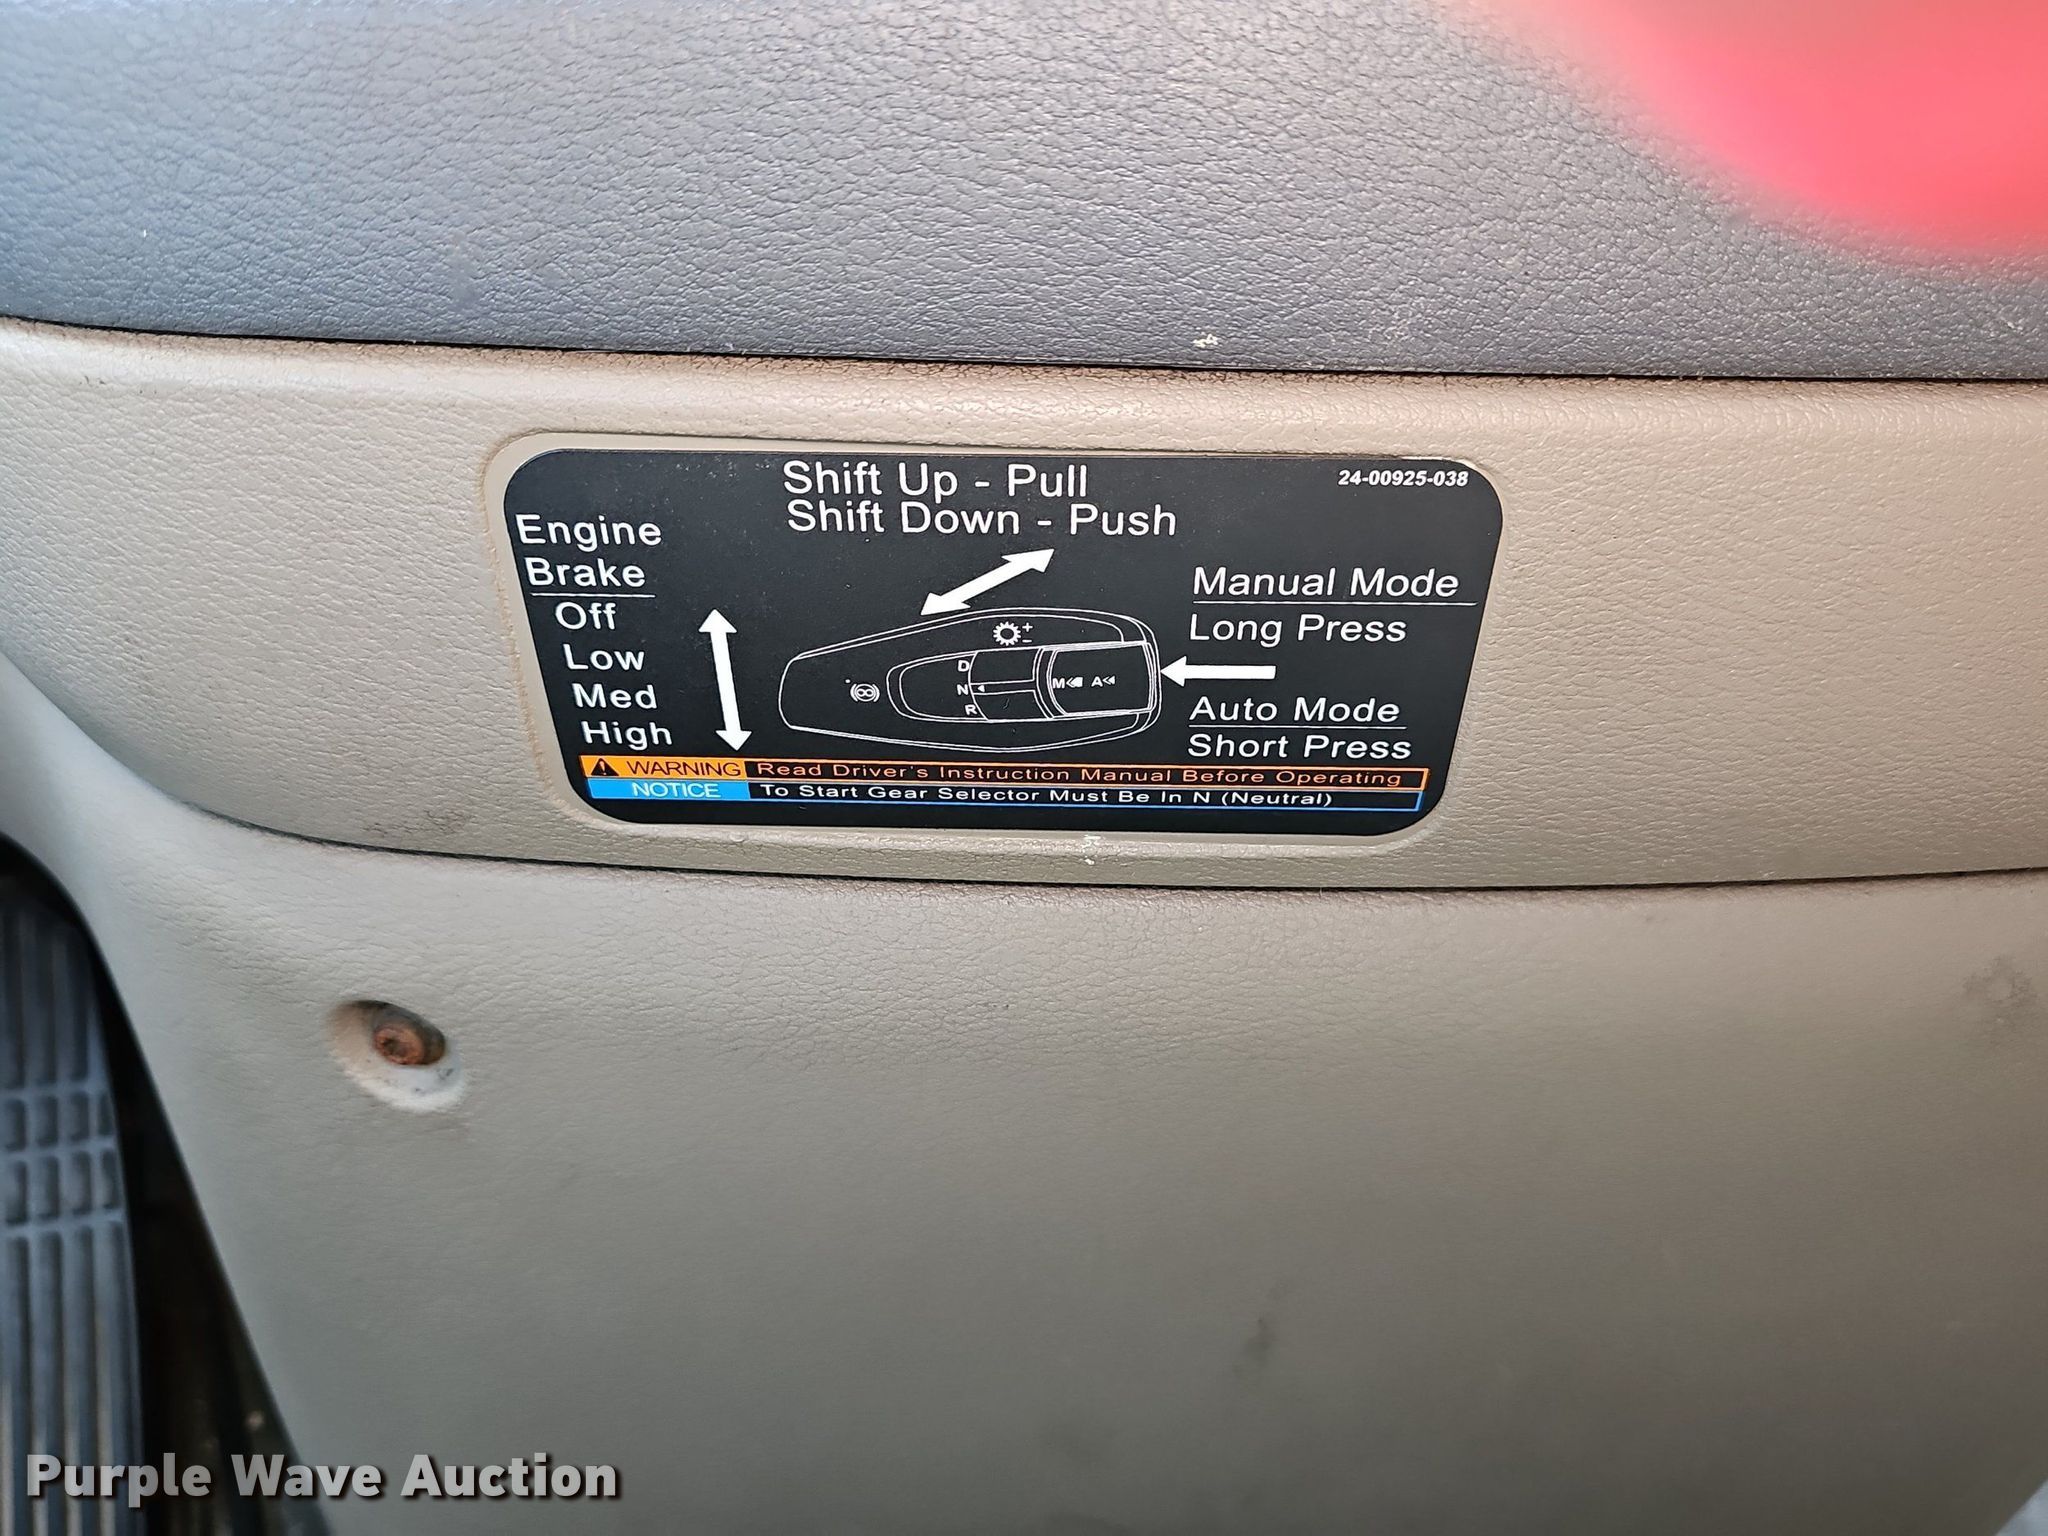 Shift Up - Pull
Shift Down - Push
24-00925-038
Engine
Brake
Off
Low
Med
High
Manual Mode
Long Press
Auto Mode
Short Press
+
-
D
N
R
M A
WARNING Read Driver's Instruction Manual Before Operating
NOTICE To Start Gear Selector Must Be In N (Neutral)
Purple Wave Auction